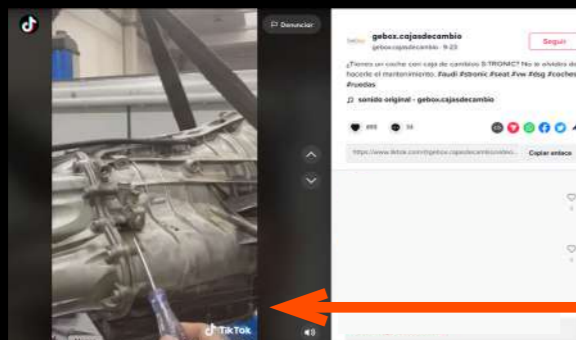 Denunciar
TikTok
gebox.cajasdecambio
gebox.cajasdecambio · 9-23
Seguir
¿Tienes un coche con caja de cambios S-TRONIC? No te olvides de
hacerle el mantenimiento. #audi #stronic #seat #vw #dsg #coches
#ruedas
sonido original - gebox.cajasdecambio
Copiar enlace